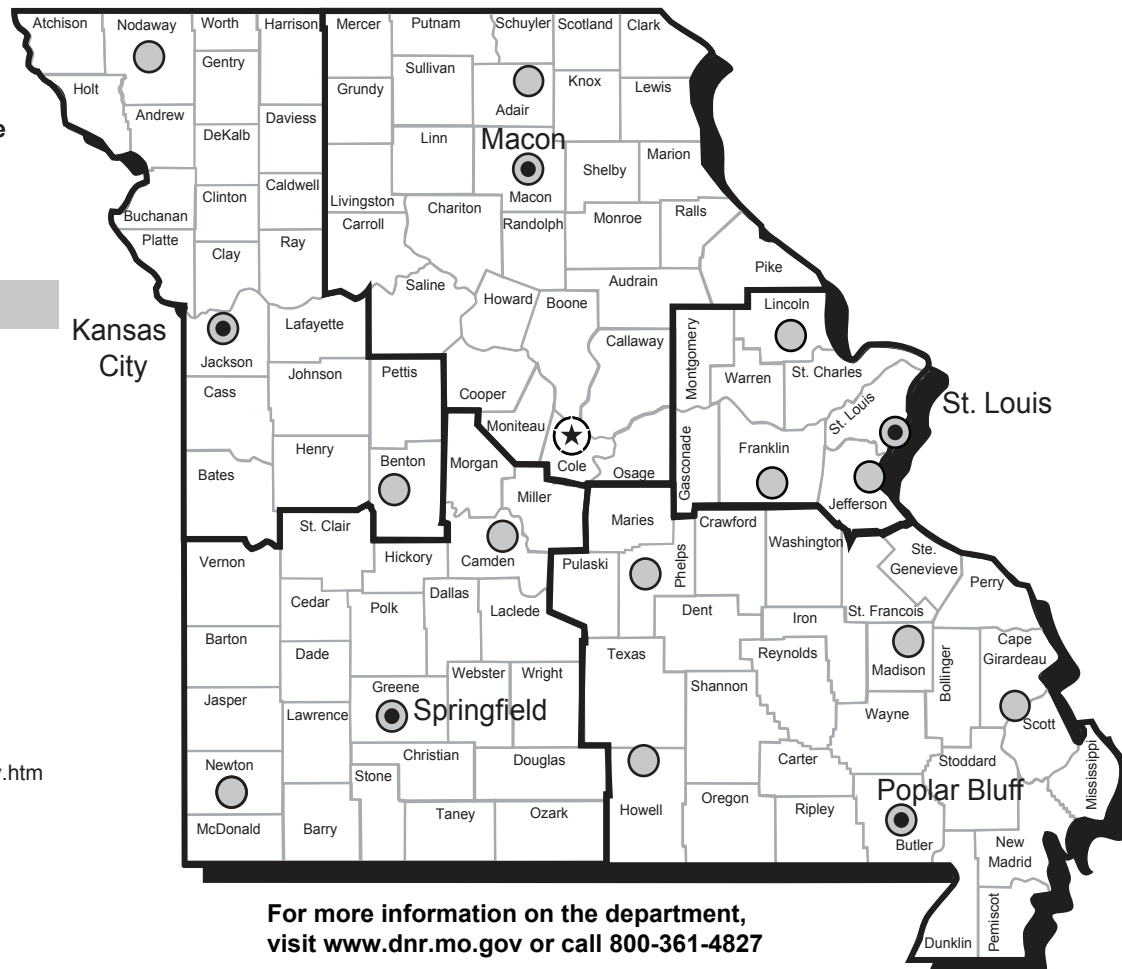 Atchison
Nodaway
Worth
Harrison
Mercer
Putnam
Schuyler
Scotland
Clark
Gentry
Sullivan
Holt
Grundy
Adair
Knox
Lewis
Andrew
Daviess
e
DeKalb
Linn
Macon
Marion
Shelby
Caldwell
Clinton
Livingston
Macon
Buchanan
Chariton
Carroll
Randolph
Monroe
Ralls
Platte
Clay
Ray
Pike
Audrain
Saline
Howard
Boone
Lincoln
Kansas
City
Lafayette
Callaway
Montgomery
Jackson
Johnson
Pettis
Warren
St. Charles
Cass
Cooper
St. Louis
St. Louis
Moniteau
Henry
Franklin
Benton
Morgan
Cole
Osage
Gasconade
Bates
Miller
Jefferson
St. Clair
Maries
Crawford
Washington
Ste.
Genevieve
Vernon
Hickory
Camden
Pulaski
Phelps
Perry
Cedar
Polk
Dallas
Laclede
Dent
Iron
St. Francois
Barton
Dade
Texas
Reynolds
Madison
Bollinger
Cape
Girardeau
Webster
Wright
Greene
Shannon
Jasper
Lawrence
Springfield
Wayne
Scott
Christian
Douglas
Carter
Stoddard
Mississippi
Newton
v.htm
Stone
Poplar Bluff
Howell
Oregon
Ripley
McDonald
Barry
Taney
Ozark
Butler
New
Madrid
Pemiscot
Dunklin
For more information on the department,
visit www.dnr.mo.gov or call 800-361-4827